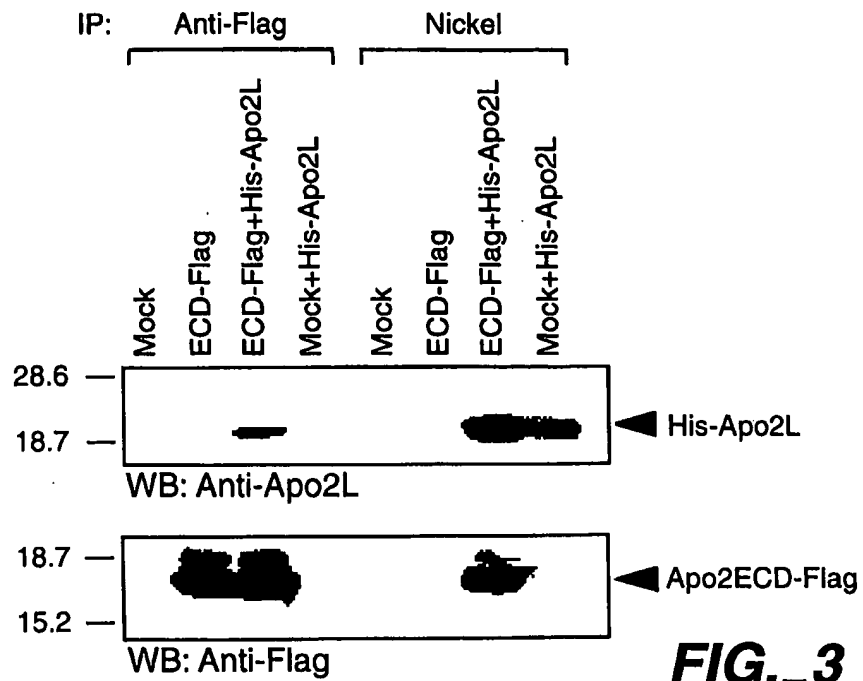 IP: Anti-Flag Nickel
Mock
ECD-Flag
ECD-Flag+His-Apo2L
Mock+His-Apo2L
Mock
ECD-Flag
ECD-Flag+His-Apo2L
Mock+His-Apo2L
28.6
18.7
His-Apo2L
WB: Anti-Apo2L
18.7
Apo2ECD-Flag
15.2
WB: Anti-Flag
FIG._3